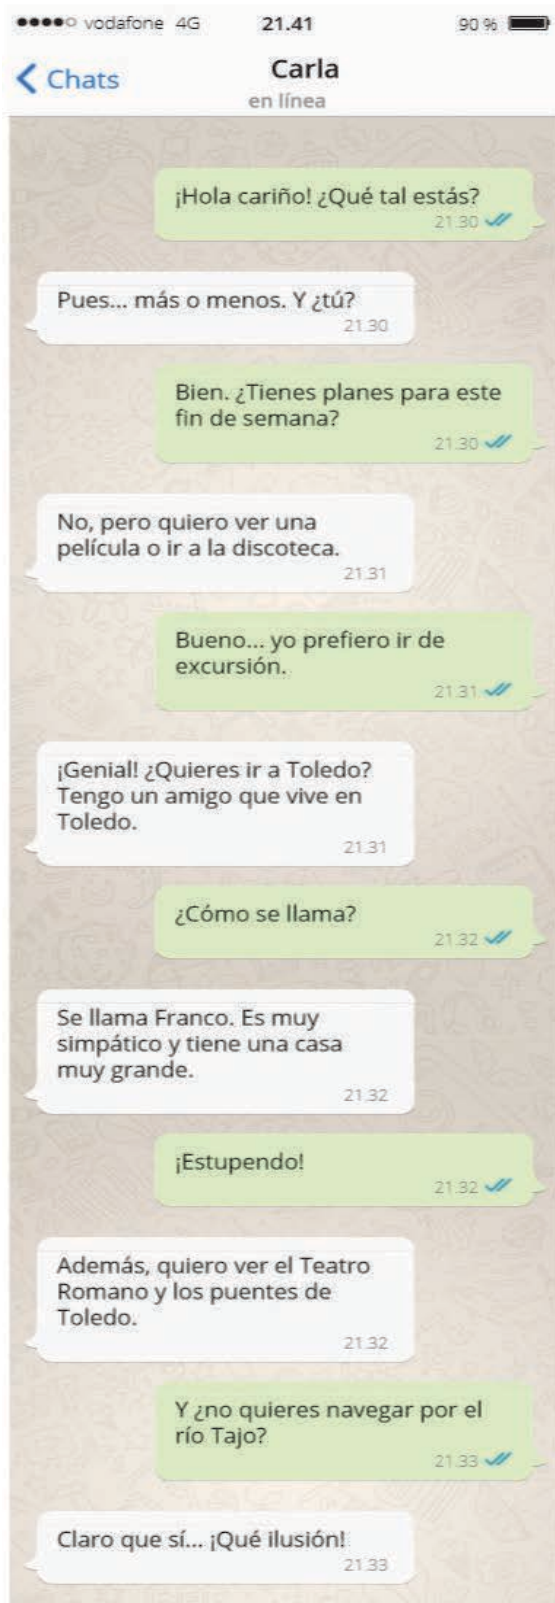 vodafone 4G 21.41 90 %
Chats Carla
en línea
¡Hola cariño! ¿Qué tal estás?
21.30
Pues... más o menos. Y ¿tú?
21.30
Bien. ¿Tienes planes para este
fin de semana?
21.30
No, pero quiero ver una
película o ir a la discoteca.
21.31
Bueno... yo prefiero ir de
excursión.
21.31
¡Genial! ¿Quieres ir a Toledo?
Tengo un amigo que vive en
Toledo.
21.31
¿Cómo se llama?
21.32
Se llama Franco. Es muy
simpático y tiene una casa
muy grande.
21.32
¡Estupendo!
21.32
Además, quiero ver el Teatro
Romano y los puentes de
Toledo.
21.32
Y ¿no quieres navegar por el
río Tajo?
21.33
Claro que sí... ¡Qué ilusión!
21.33